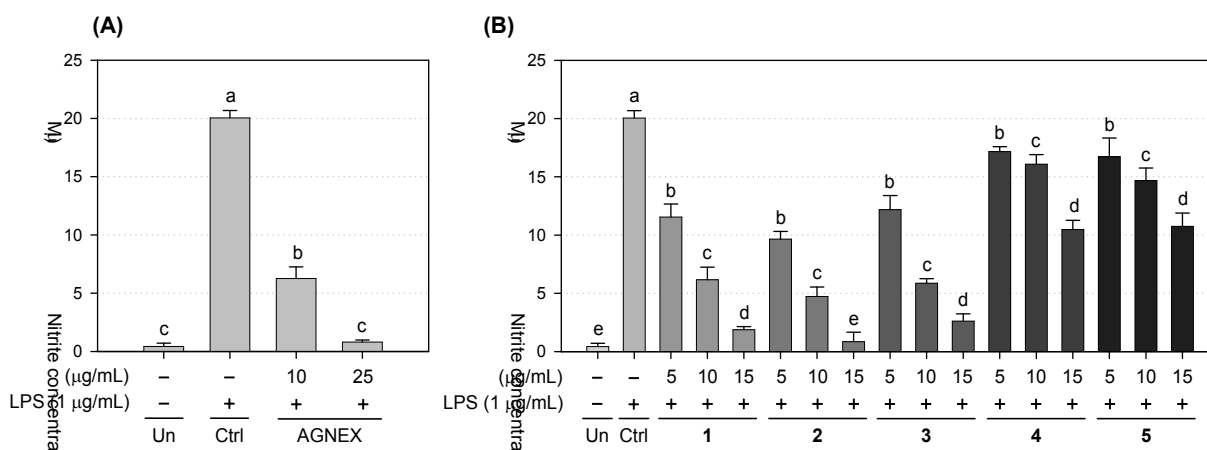 (A)
25
20
15
10
5
0
Nitrite concentra
μM)
a
b
c
c
(μg/mL) – – 10 25
LPS (1 μg/mL) – + + +
Un Ctrl AGNEX
(B)
25
20
15
10
5
0
Nitrite concentra
μM)
e a b c d b c e b c d b c d b c d
(μg/mL) – – 5 10 15 5 10 15 5 10 15 5 10 15 5 10 15
LPS (1 μg/mL) – + + + + + + + + + + + + + + + +
Un Ctrl 1 2 3 4 5